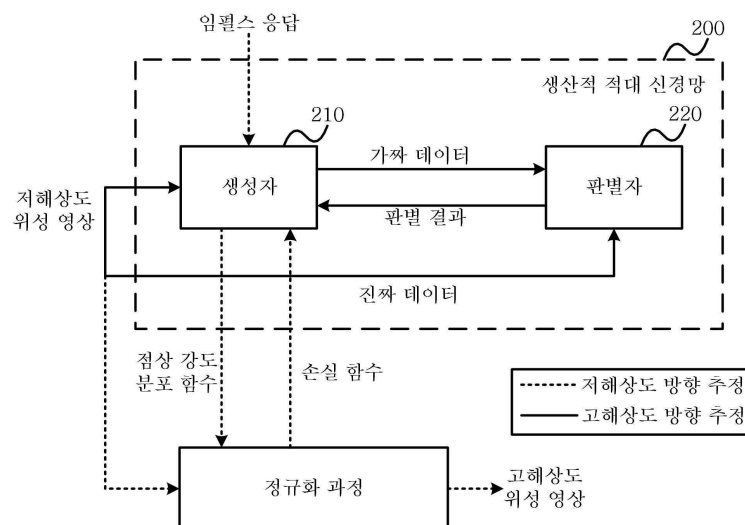 임펄스 응답
200
생산적 적대 신경망
210
220
생성자
가짜 데이터
판별자
저해상도
위성 영상
판별 결과
진짜 데이터
점상 강도
분포 함수
손실 함수
저해상도 방향 추정
고해상도 방향 추정
정규화 과정
고해상도
위성 영상